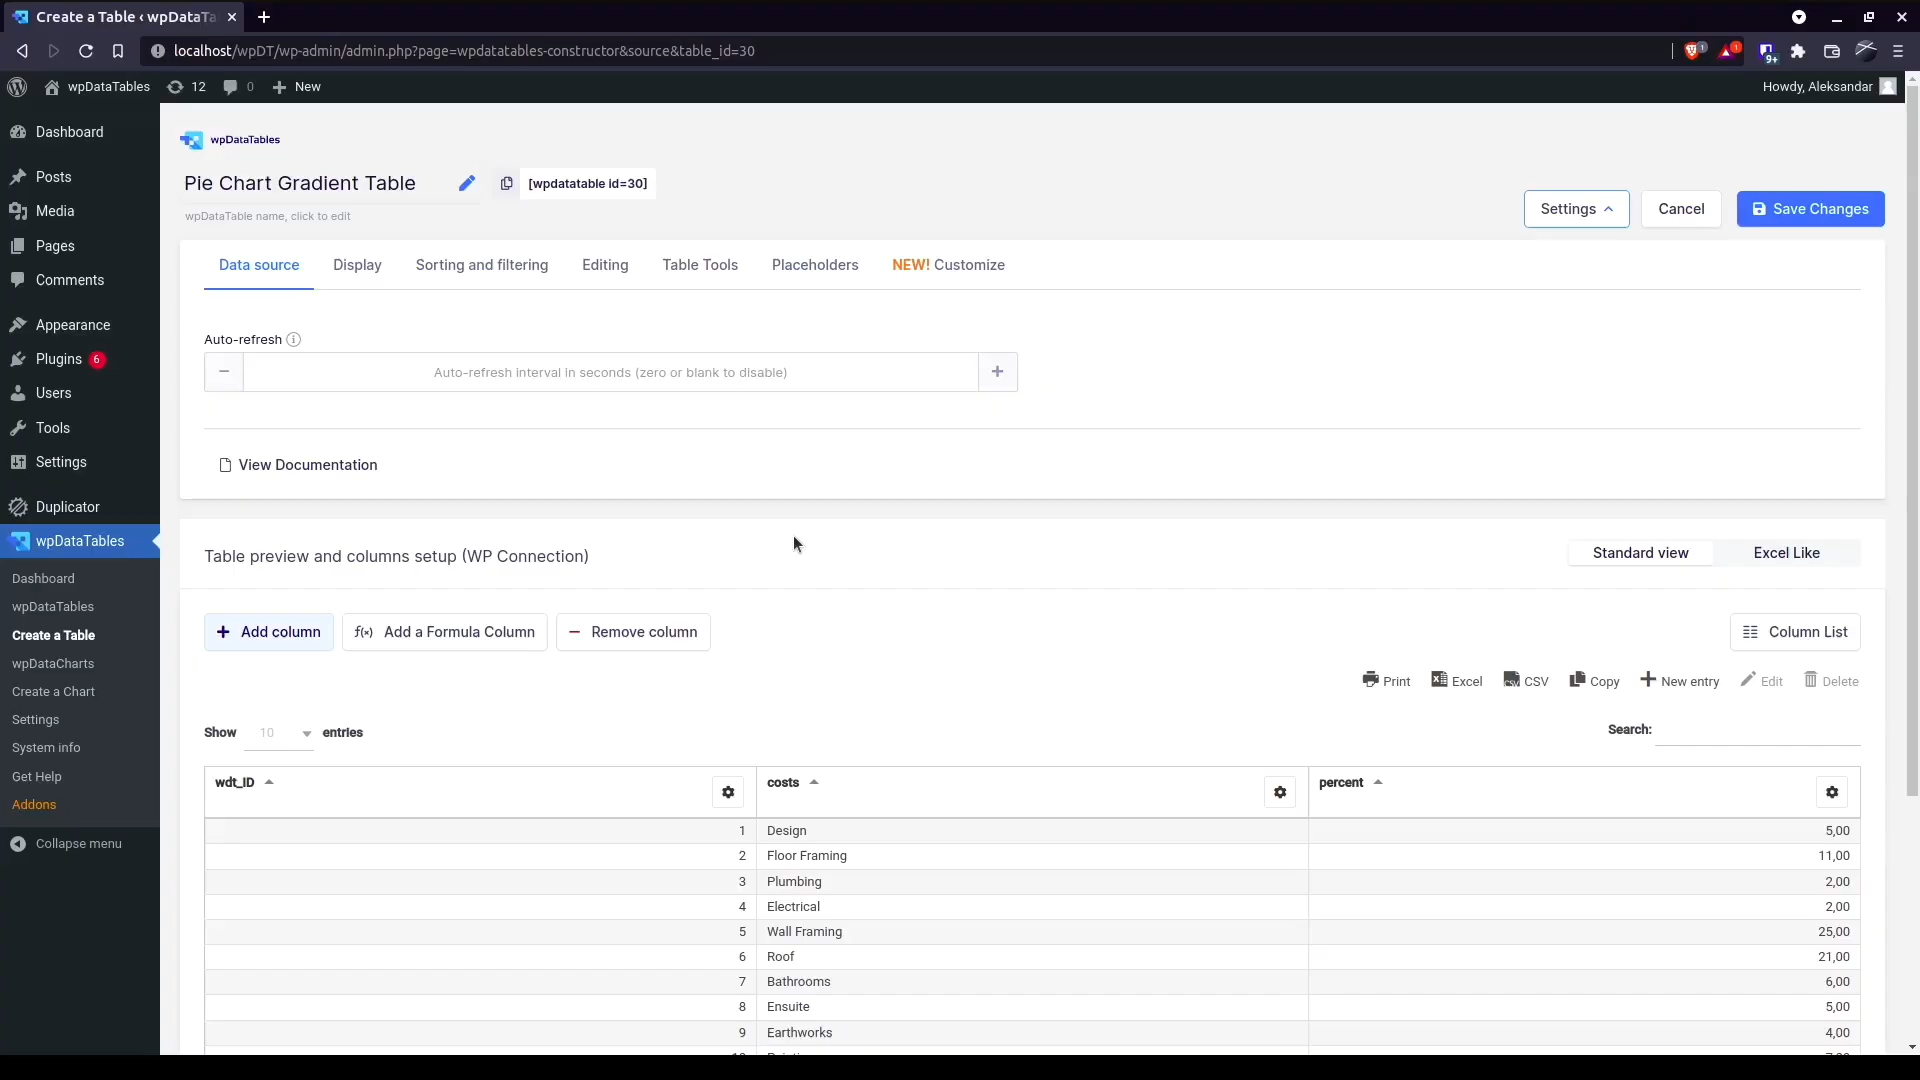 Create a Table ‹ wpDataTa
localhost/wpDT/wp-admin/admin.php?page=wpdatatables-constructor&source&table_id=30
1
1
9+
wpDataTables
12
0
New
Howdy, Aleksandar
Dashboard
Posts
Media
Pages
Comments
Appearance
Plugins 6
Users
Tools
Settings
Duplicator
wpDataTables
Dashboard
wpDataTables
Create a Table
wpDataCharts
Create a Chart
Settings
System info
Get Help
Addons
Collapse menu
wpDataTables
Pie Chart Gradient Table
[wpdatatable id=30]
wpDataTable name, click to edit
Settings
Cancel
Save Changes
Data source
Display
Sorting and filtering
Editing
Table Tools
Placeholders
NEW! Customize
Auto-refresh
Auto-refresh interval in seconds (zero or blank to disable)
View Documentation
Table preview and columns setup (WP Connection)
Standard view
Excel Like
+ Add column
f(x) Add a Formula Column
− Remove column
Column List
Print
Excel
CSV
Copy
New entry
Edit
Delete
Show 10 entries
Search:
wdt_ID costs percent
1 Design 5,00
2 Floor Framing 11,00
3 Plumbing 2,00
4 Electrical 2,00
5 Wall Framing 25,00
6 Roof 21,00
7 Bathrooms 6,00
8 Ensuite 5,00
9 Earthworks 4,00